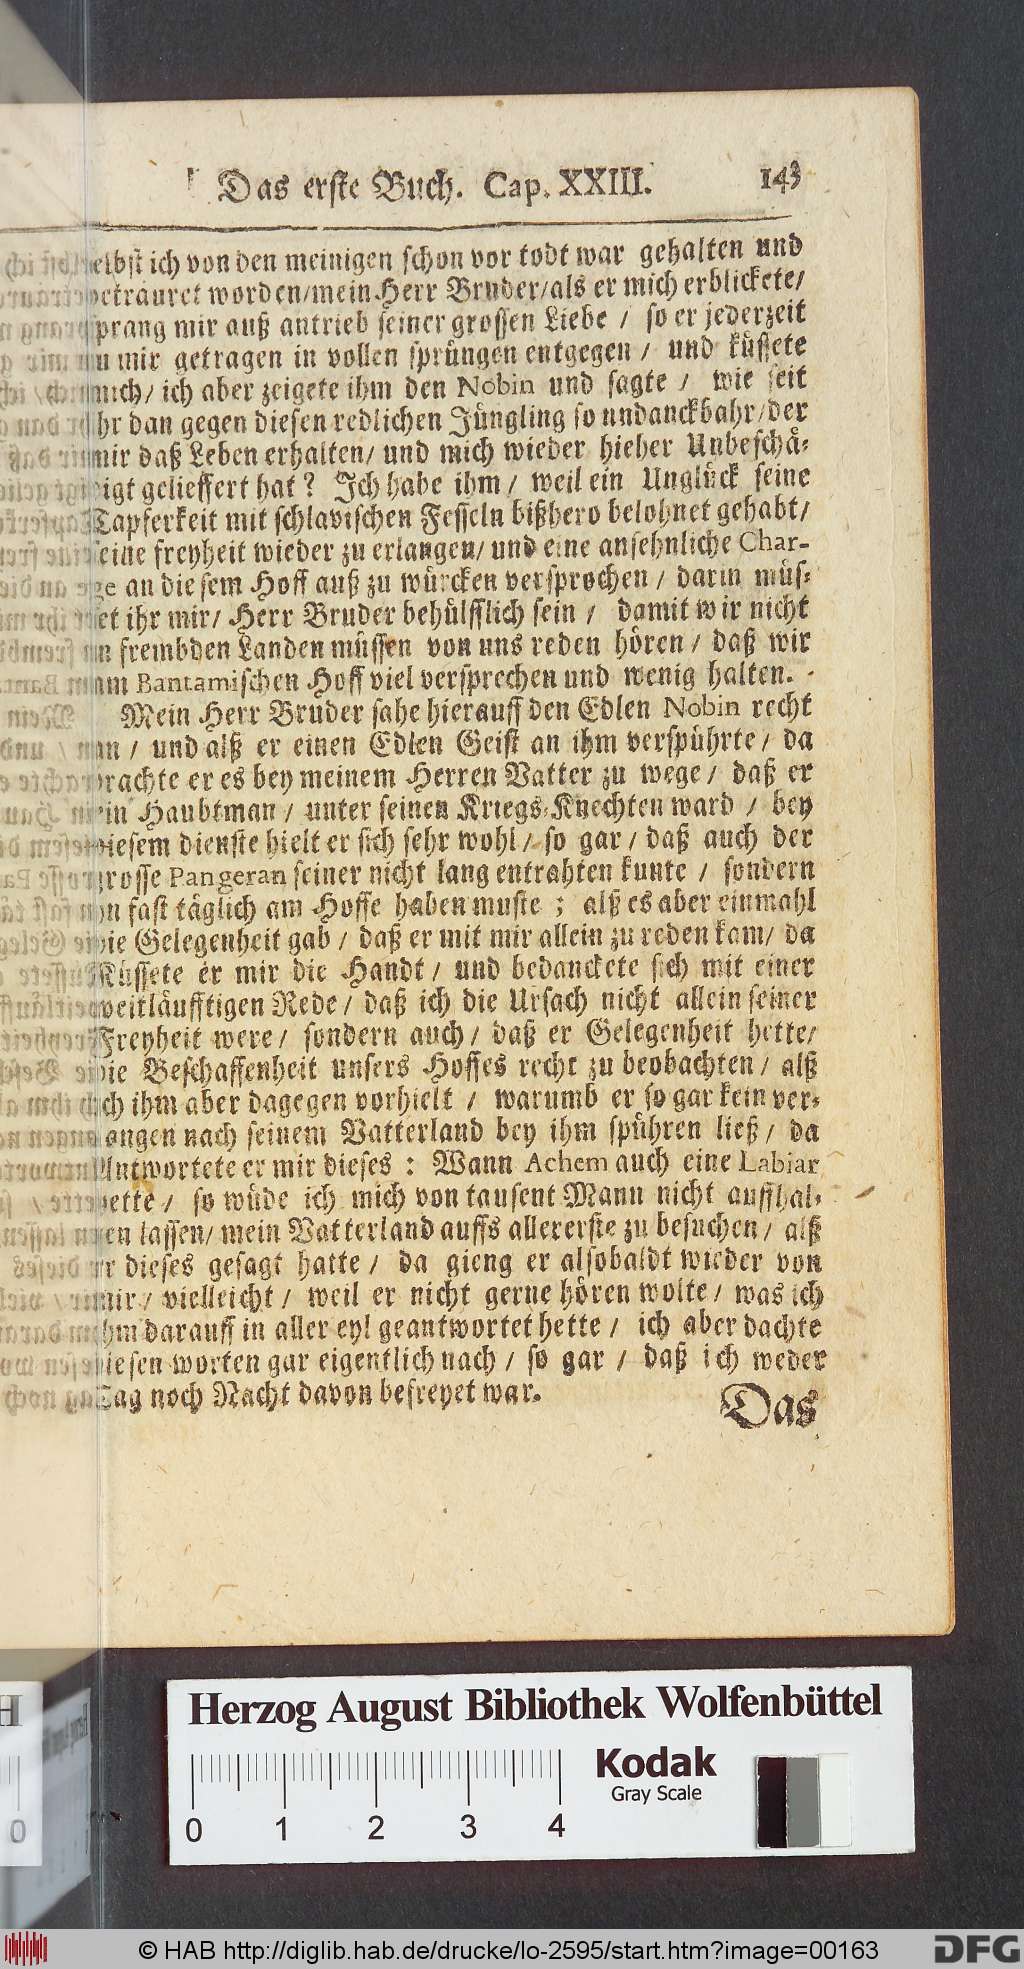 Das erste Buch. Cap. XXIII. 143
selbst ich von den meinigen schon vor todt war gehalten und
betrauret worden/mein Herr Bruder/als er mich erblickete/
sprang mir auß antrieb seiner grossen Liebe / so er jederzeit
zu mir getragen in vollen sprüngen entgegen / und küssete
mich/ ich aber zeigete ihm den Nobin und sagte / wie seit
ihr dan gegen diesen redlichen Jüngling so undanckbahr/der
mir daß Leben erhalten/ und mich wieder hieher Unbeschä-
digt gelieffert hat? Ich habe ihm/ weil ein Unglück seine
Tapferkeit mit schlavischen Fesseln bißhero belohnet gehabt/
seine freyheit wieder zu erlangen/ und eine ansehnliche Char-
ge an diesem Hoff auß zu würcken versprochen / darin müs-
set ihr mir/ Herr Bruder behülfflich sein / damit wir nicht
in frembden Landen müssen von uns reden hören / daß wir
am Bantamischen Hoff viel versprechen und wenig halten.
Mein Herr Bruder sahe hierauff den Edlen Nobin recht
an / und alß er einen Edlen Geist an ihm verspührte/ da
brachte er es bey meinem Herren Vatter zu wege / daß er
ein Haubtman / unter seinen Kriegs-Knechten ward / bey
diesem dienste hielt er sich sehr wohl/ so gar/ daß auch der
grosse Pangeran seiner nicht lang entrahten kunte / sondern
ihn fast täglich am Hoffe haben muste ; alß es aber einmahl
die Gelegenheit gab / daß er mit mir allein zu reden kam/ da
Küssete er mir die Handt/ und bedanckete sich mit einer
weitläufftigen Rede/ daß ich die Ursach nicht allein seiner
Freyheit were/ sondern auch/ daß er Gelegenheit hette/
die Beschaffenheit unsers Hoffes recht zu beobachten/ alß
ich ihm aber dagegen vorhielt / warumb er so gar kein ver-
langen nach seinem Vatterland bey ihm spühren ließ/ da
Antwortete er mir dieses : Wann Achem auch eine Labiar
hette/ so wüde ich mich von tausent Mann nicht auffhal-
ten lassen/ mein Vatterland auffs allererste zu besuchen/ alß
er dieses gesagt hatte / da gieng er alsobaldt wieder von
mir/ vielleicht/ weil er nicht gerne hören wolte/ was ich
ihm darauff in aller eyl geantwortet hette/ ich aber dachte
diesen worten gar eigentlich nach / so gar / daß ich weder
Tag noch Nacht davon befreyet war.
Das
Herzog August Bibliothek Wolfenbüttel
Kodak
Gray Scale
0 1 2 3 4
© HAB http://diglib.hab.de/drucke/lo-2595/start.htm?image=00163
DFG